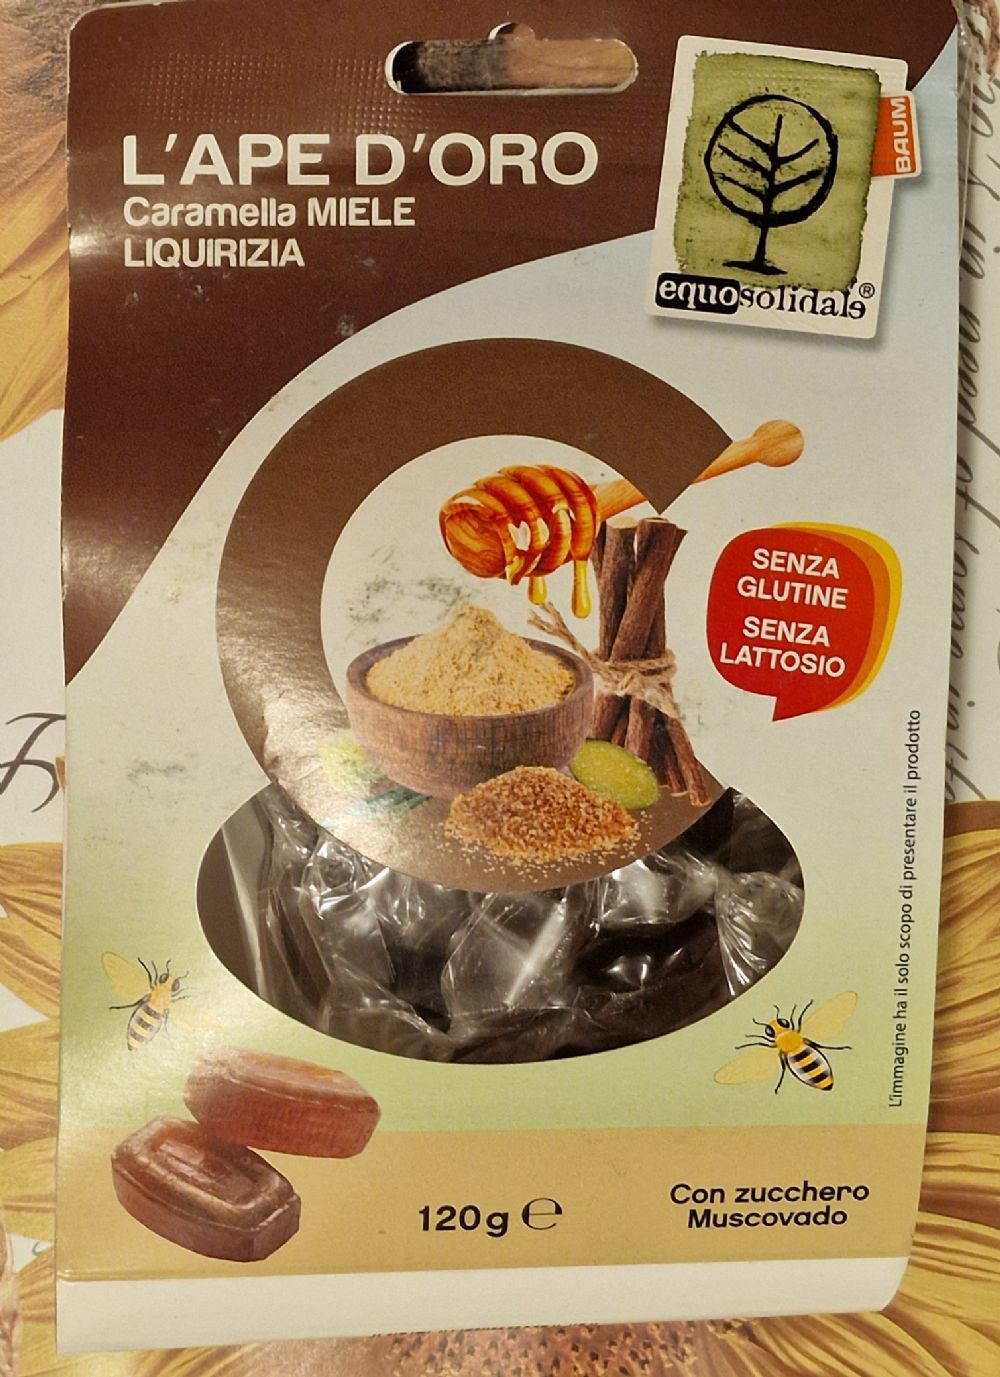 L'APE D'ORO
Caramella MIELE
LIQUIRIZIA
BAUM
equosolidale®
SENZA
GLUTINE
SENZA
LATTOSIO
L'immagine ha il solo scopo di presentare il prodotto
120g e
Con zucchero
Muscovado